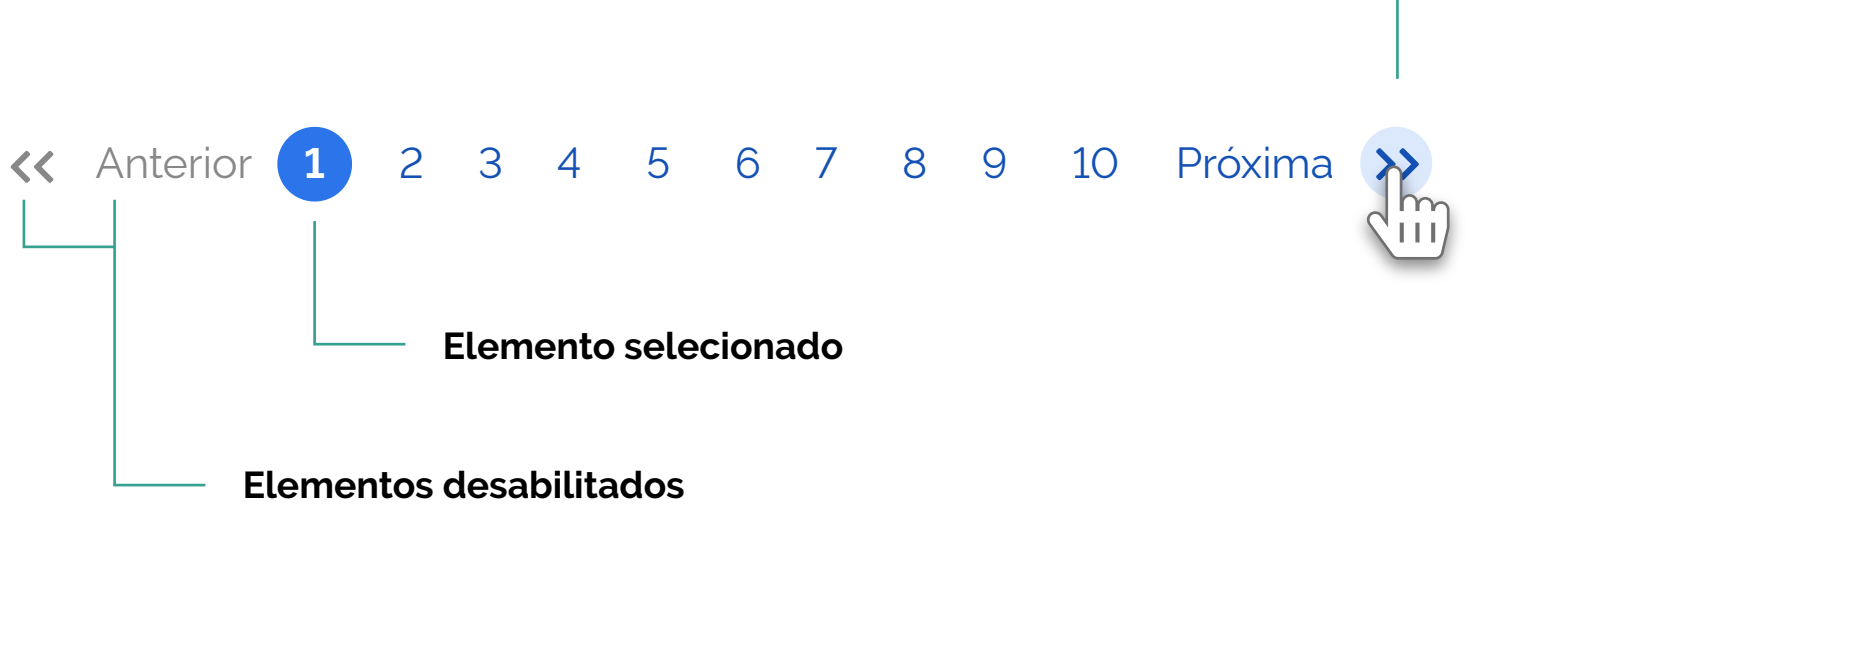 « Anterior 1 2 3 4 5 6 7 8 9 10 Próxima »
Elemento selecionado
Elementos desabilitados